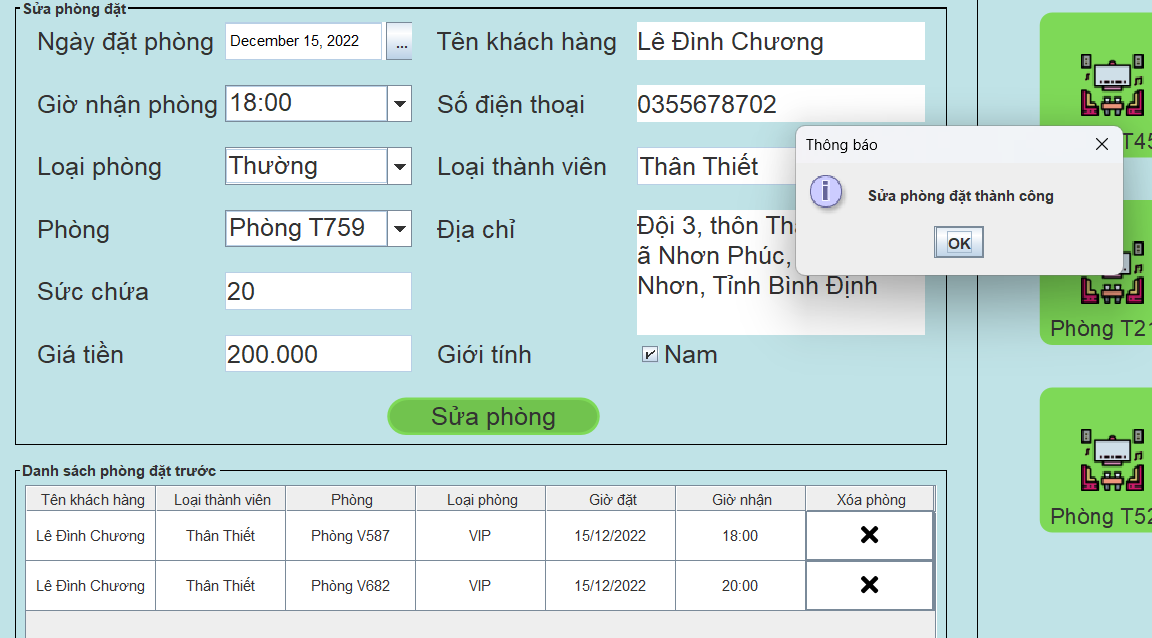 Sửa phòng đặt
Ngày đặt phòng December 15, 2022 ... Tên khách hàng Lê Đình Chương
Giờ nhận phòng 18:00 Số điện thoại 0355678702
Loại phòng Thường Loại thành viên Thân Thiết
Phòng Phòng T759 Địa chỉ Đội 3, thôn
ã Nhơn Phúc,
Nhơn, Tỉnh Bình Định
Sức chứa 20
Giá tiền 200.000 Giới tính Nam
Sửa phòng
Thông báo
Sửa phòng đặt thành công
OK
Danh sách phòng đặt trước
Tên khách hàng Loại thành viên Phòng Loại phòng Giờ đặt Giờ nhận Xóa phòng
Lê Đình Chương Thân Thiết Phòng V587 VIP 15/12/2022 18:00
Lê Đình Chương Thân Thiết Phòng V682 VIP 15/12/2022 20:00
T45
Phòng T21
Phòng T52